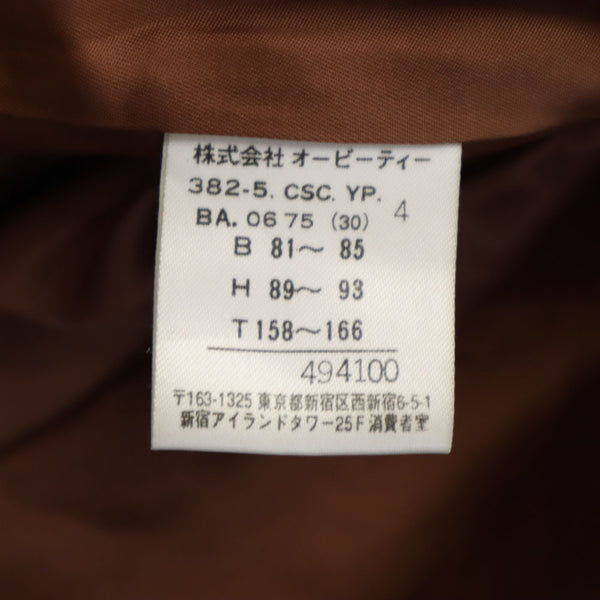 株式会社 オービーティー
382-5. CSC. YP.
BA. 0675 (30) 4
B 81～ 85
H 89～ 93
T 158～166
494100
〒163-1325 東京都新宿区西新宿6-5-1
新宿アイランドタワー25F 消費者室